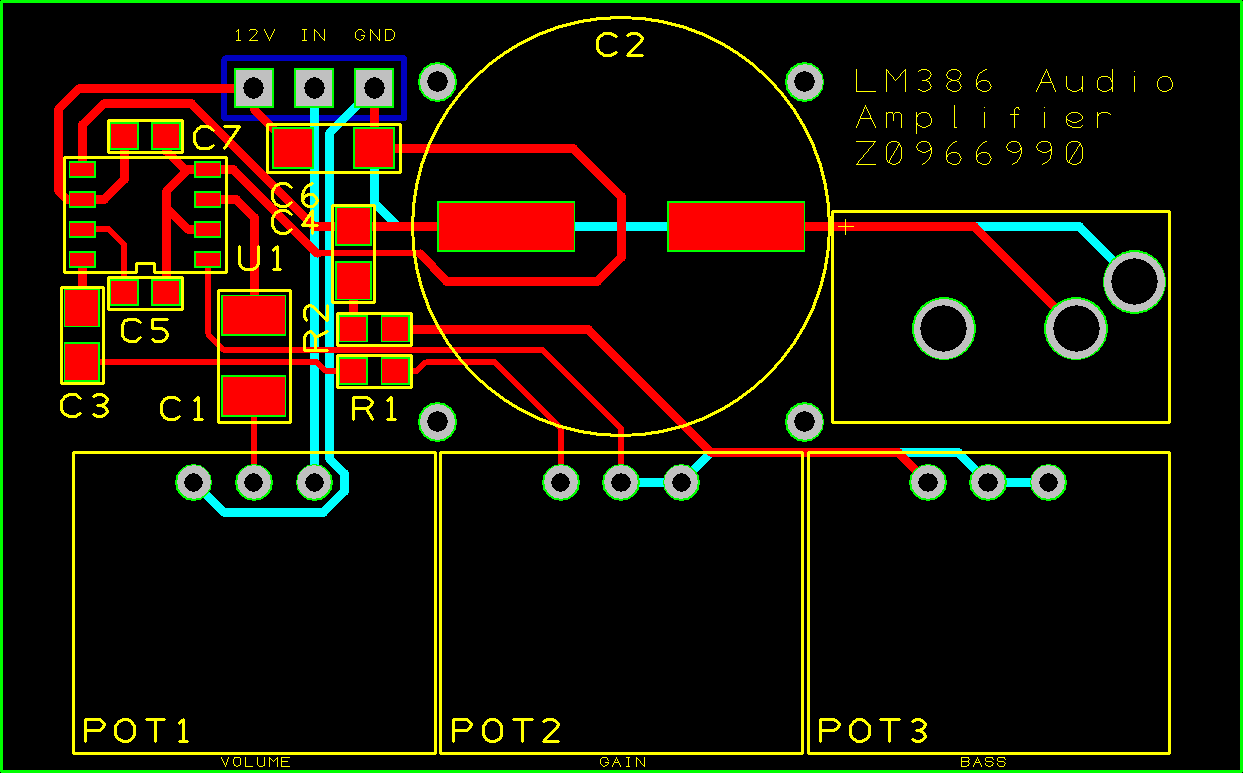 12V IN GND
C2
LM386 Audio
Amplifier
Z0966990
C7
C6
C4
U1
C5
R2
C3
C1
R1
POT1
POT2
POT3
VOLUME
GAIN
BASS